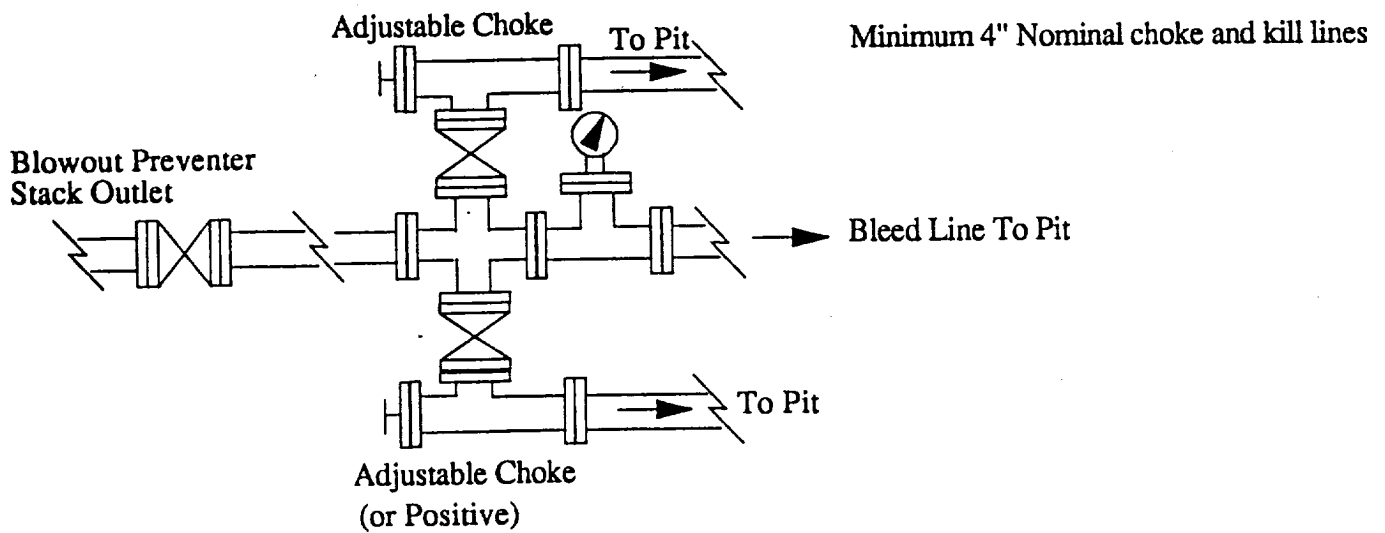 Adjustable Choke
To Pit
Minimum 4" Nominal choke and kill lines
Blowout Preventer
Stack Outlet
Bleed Line To Pit
To Pit
Adjustable Choke
(or Positive)